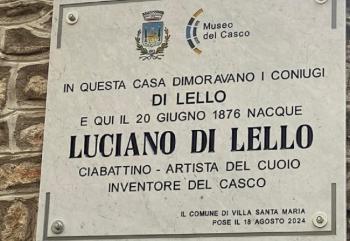 Museo
del Casco
IN QUESTA CASA DIMORAVANO I CONIUGI
DI LELLO
E QUI IL 20 GIUGNO 1876 NACQUE
LUCIANO DI LELLO
CIABATTINO - ARTISTA DEL CUOIO
INVENTORE DEL CASCO
IL COMUNE DI VILLA SANTA MARIA
POSE IL 18 AGOSTO 2024